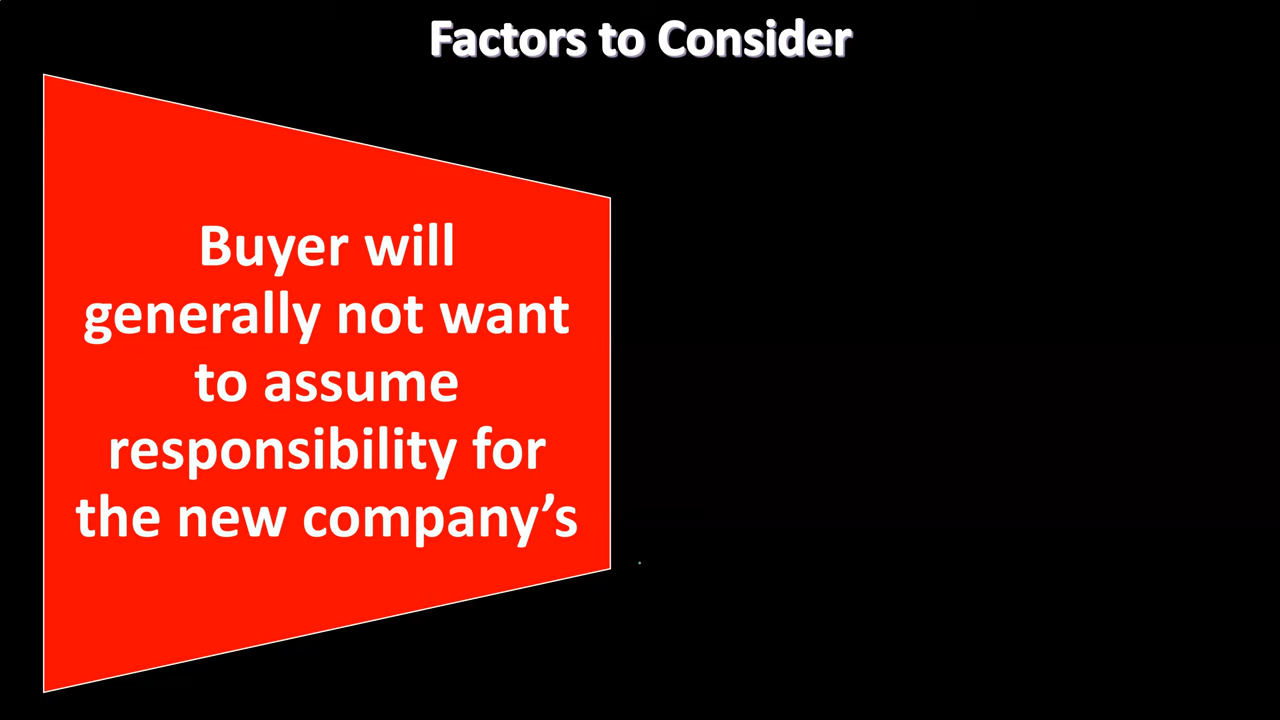 Factors to Consider
Buyer will
generally not want
to assume
responsibility for
the new company’s